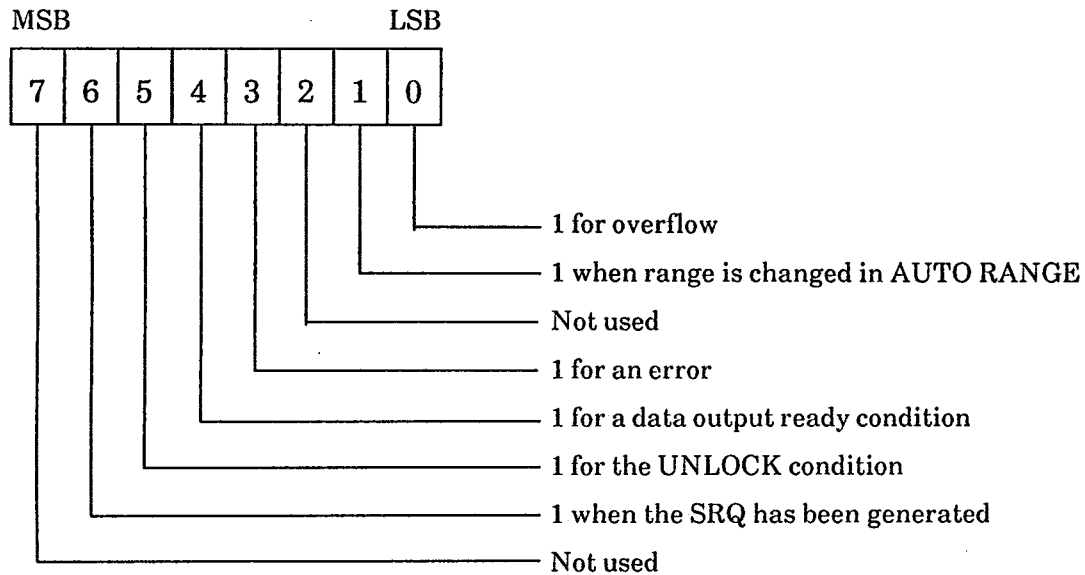 MSB LSB
7 6 5 4 3 2 1 0
1 for overflow
1 when range is changed in AUTO RANGE
Not used
1 for an error
1 for a data output ready condition
1 for the UNLOCK condition
1 when the SRQ has been generated
Not used